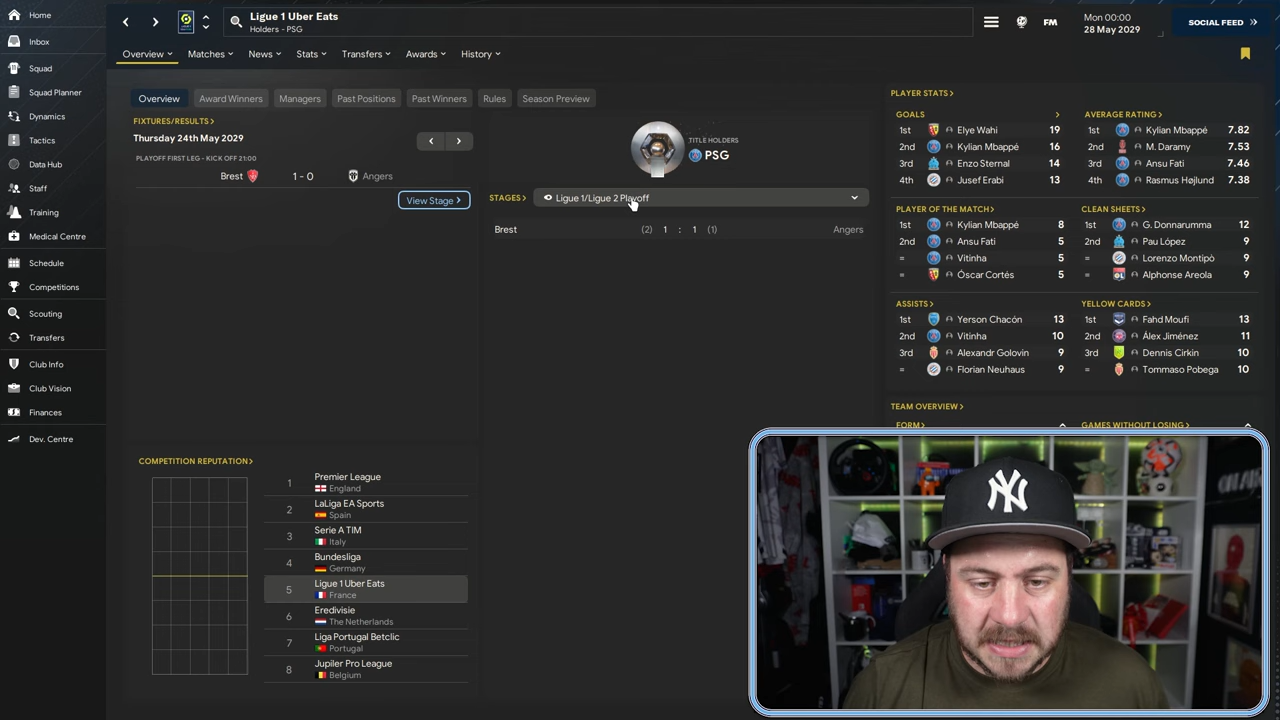 Home
Inbox
Squad
Squad Planner
Dynamics
Tactics
Data Hub
Staff
Training
Medical Centre
Schedule
Competitions
Scouting
Transfers
Club Info
Club Vision
Finances
Dev. Centre
Ligue 1 Uber Eats
Holders - PSG
FM
Mon 00:00
28 May 2029
SOCIAL FEED
Overview
Matches
News
Stats
Transfers
Awards
History
Overview
Award Winners
Managers
Past Positions
Past Winners
Rules
Season Preview
FIXTURES/RESULTS
Thursday 24th May 2029
PLAYOFF FIRST LEG - KICK OFF 21:00
Brest 1 - 0 Angers
View Stage
TITLE HOLDERS
PSG
STAGES
Ligue 1/Ligue 2 Playoff
Brest (2) 1 : 1 (1) Angers
COMPETITION REPUTATION
1 Premier League
England
2 LaLiga EA Sports
Spain
3 Serie A TIM
Italy
4 Bundesliga
Germany
5 Ligue 1 Uber Eats
France
6 Eredivisie
The Netherlands
7 Liga Portugal Betclic
Portugal
8 Jupiler Pro League
Belgium
PLAYER STATS
GOALS
1st Elye Wahi 19
2nd Kylian Mbappé 16
3rd Enzo Sternal 14
4th Jusef Erabi 13
AVERAGE RATING
1st Kylian Mbappé 7.82
2nd M. Daramy 7.53
3rd Ansu Fati 7.46
4th Rasmus Højlund 7.38
PLAYER OF THE MATCH
1st Kylian Mbappé 8
2nd Ansu Fati 5
= Vitinha 5
= Óscar Cortés 5
CLEAN SHEETS
1st G. Donnarumma 12
2nd Pau López 9
= Lorenzo Montipò 9
= Alphonse Areola 9
ASSISTS
1st Yerson Chacón 13
2nd Vitinha 10
3rd Alexandr Golovin 9
= Florian Neuhaus 9
YELLOW CARDS
1st Fahd Moufi 13
2nd Álex Jiménez 11
3rd Dennis Cirkin 10
= Tommaso Pobega 10
TEAM OVERVIEW
FORM
GAMES WITHOUT LOSING
NY